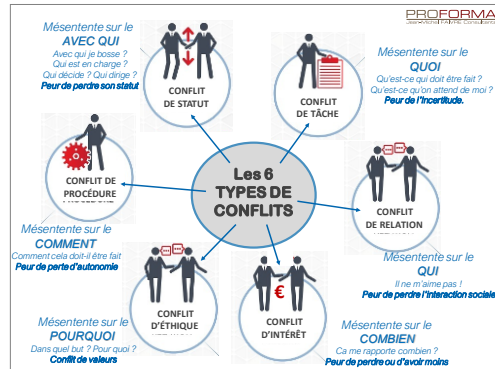 PROFORMA
Jean-Michel FAIVRE Consultants
Mésentente sur le
AVEC QUI
Avec qui je bosse ?
Qui est en charge ?
Qui décide ? Qui dirige ?
Peur de perdre son statut
CONFLIT
DE STATUT
Mésentente sur le
QUOI
Qu'est-ce qui doit être fait ?
Qu'est-ce qu'on attend de moi ?
Peur de l'incertitude.
CONFLIT
DE TÂCHE
Les 6
TYPES DE
CONFLITS
CONFLIT DE
PROCÉDURE
Mésentente sur le
COMMENT
Comment cela doit-il être fait
Peur de perte d'autonomie
CONFLIT
DE RELATION
Mésentente sur le
QUI
Il ne m'aime pas !
Peur de perdre l'interaction sociale
CONFLIT
D'ÉTHIQUE
Mésentente sur le
POURQUOI
Dans quel but ? Pour quoi ?
Conflit de valeurs
€
CONFLIT
D'INTÉRÊT
Mésentente sur le
COMBIEN
Ca me rapporte combien ?
Peur de perdre ou d'avoir moins